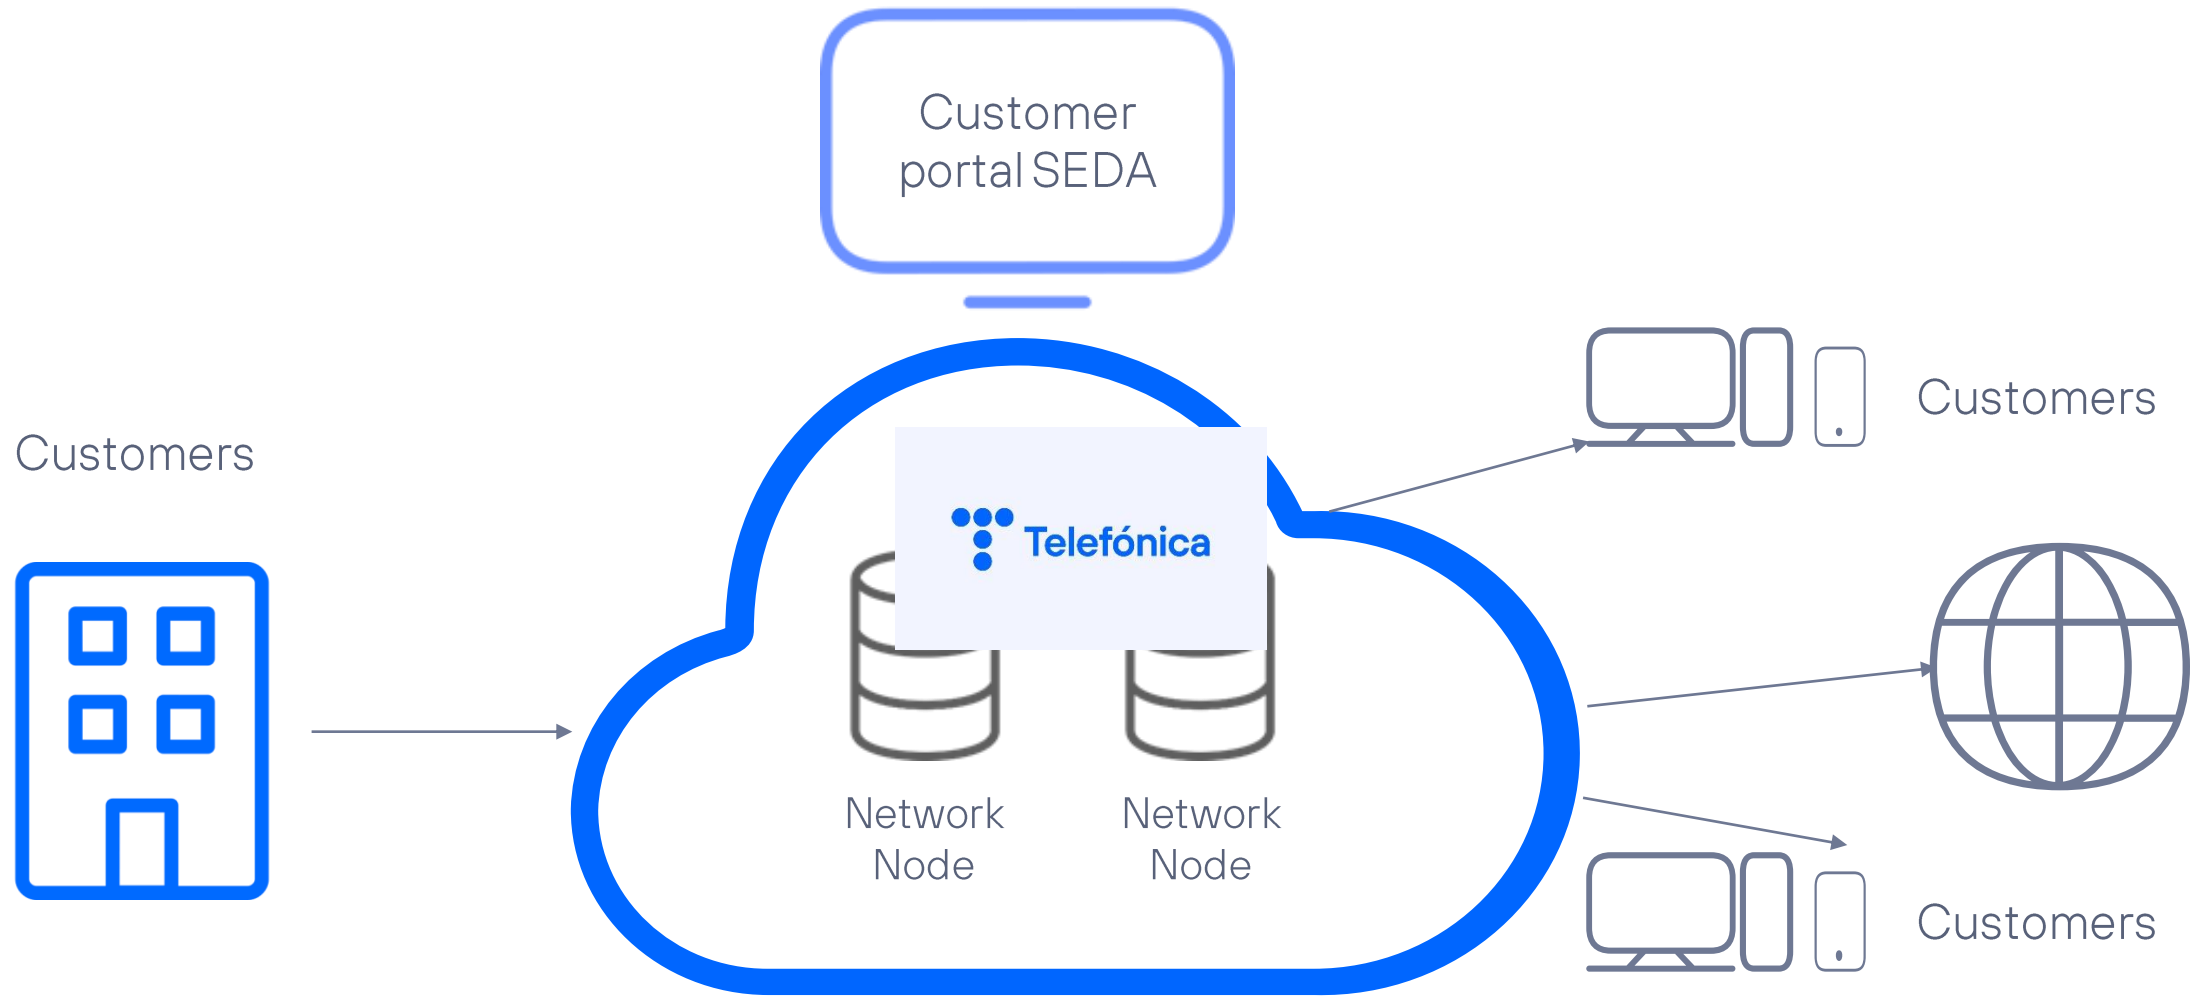 Customer
portal SEDA
Customers
Customers
Telefónica
Network
Node
Network
Node
Customers